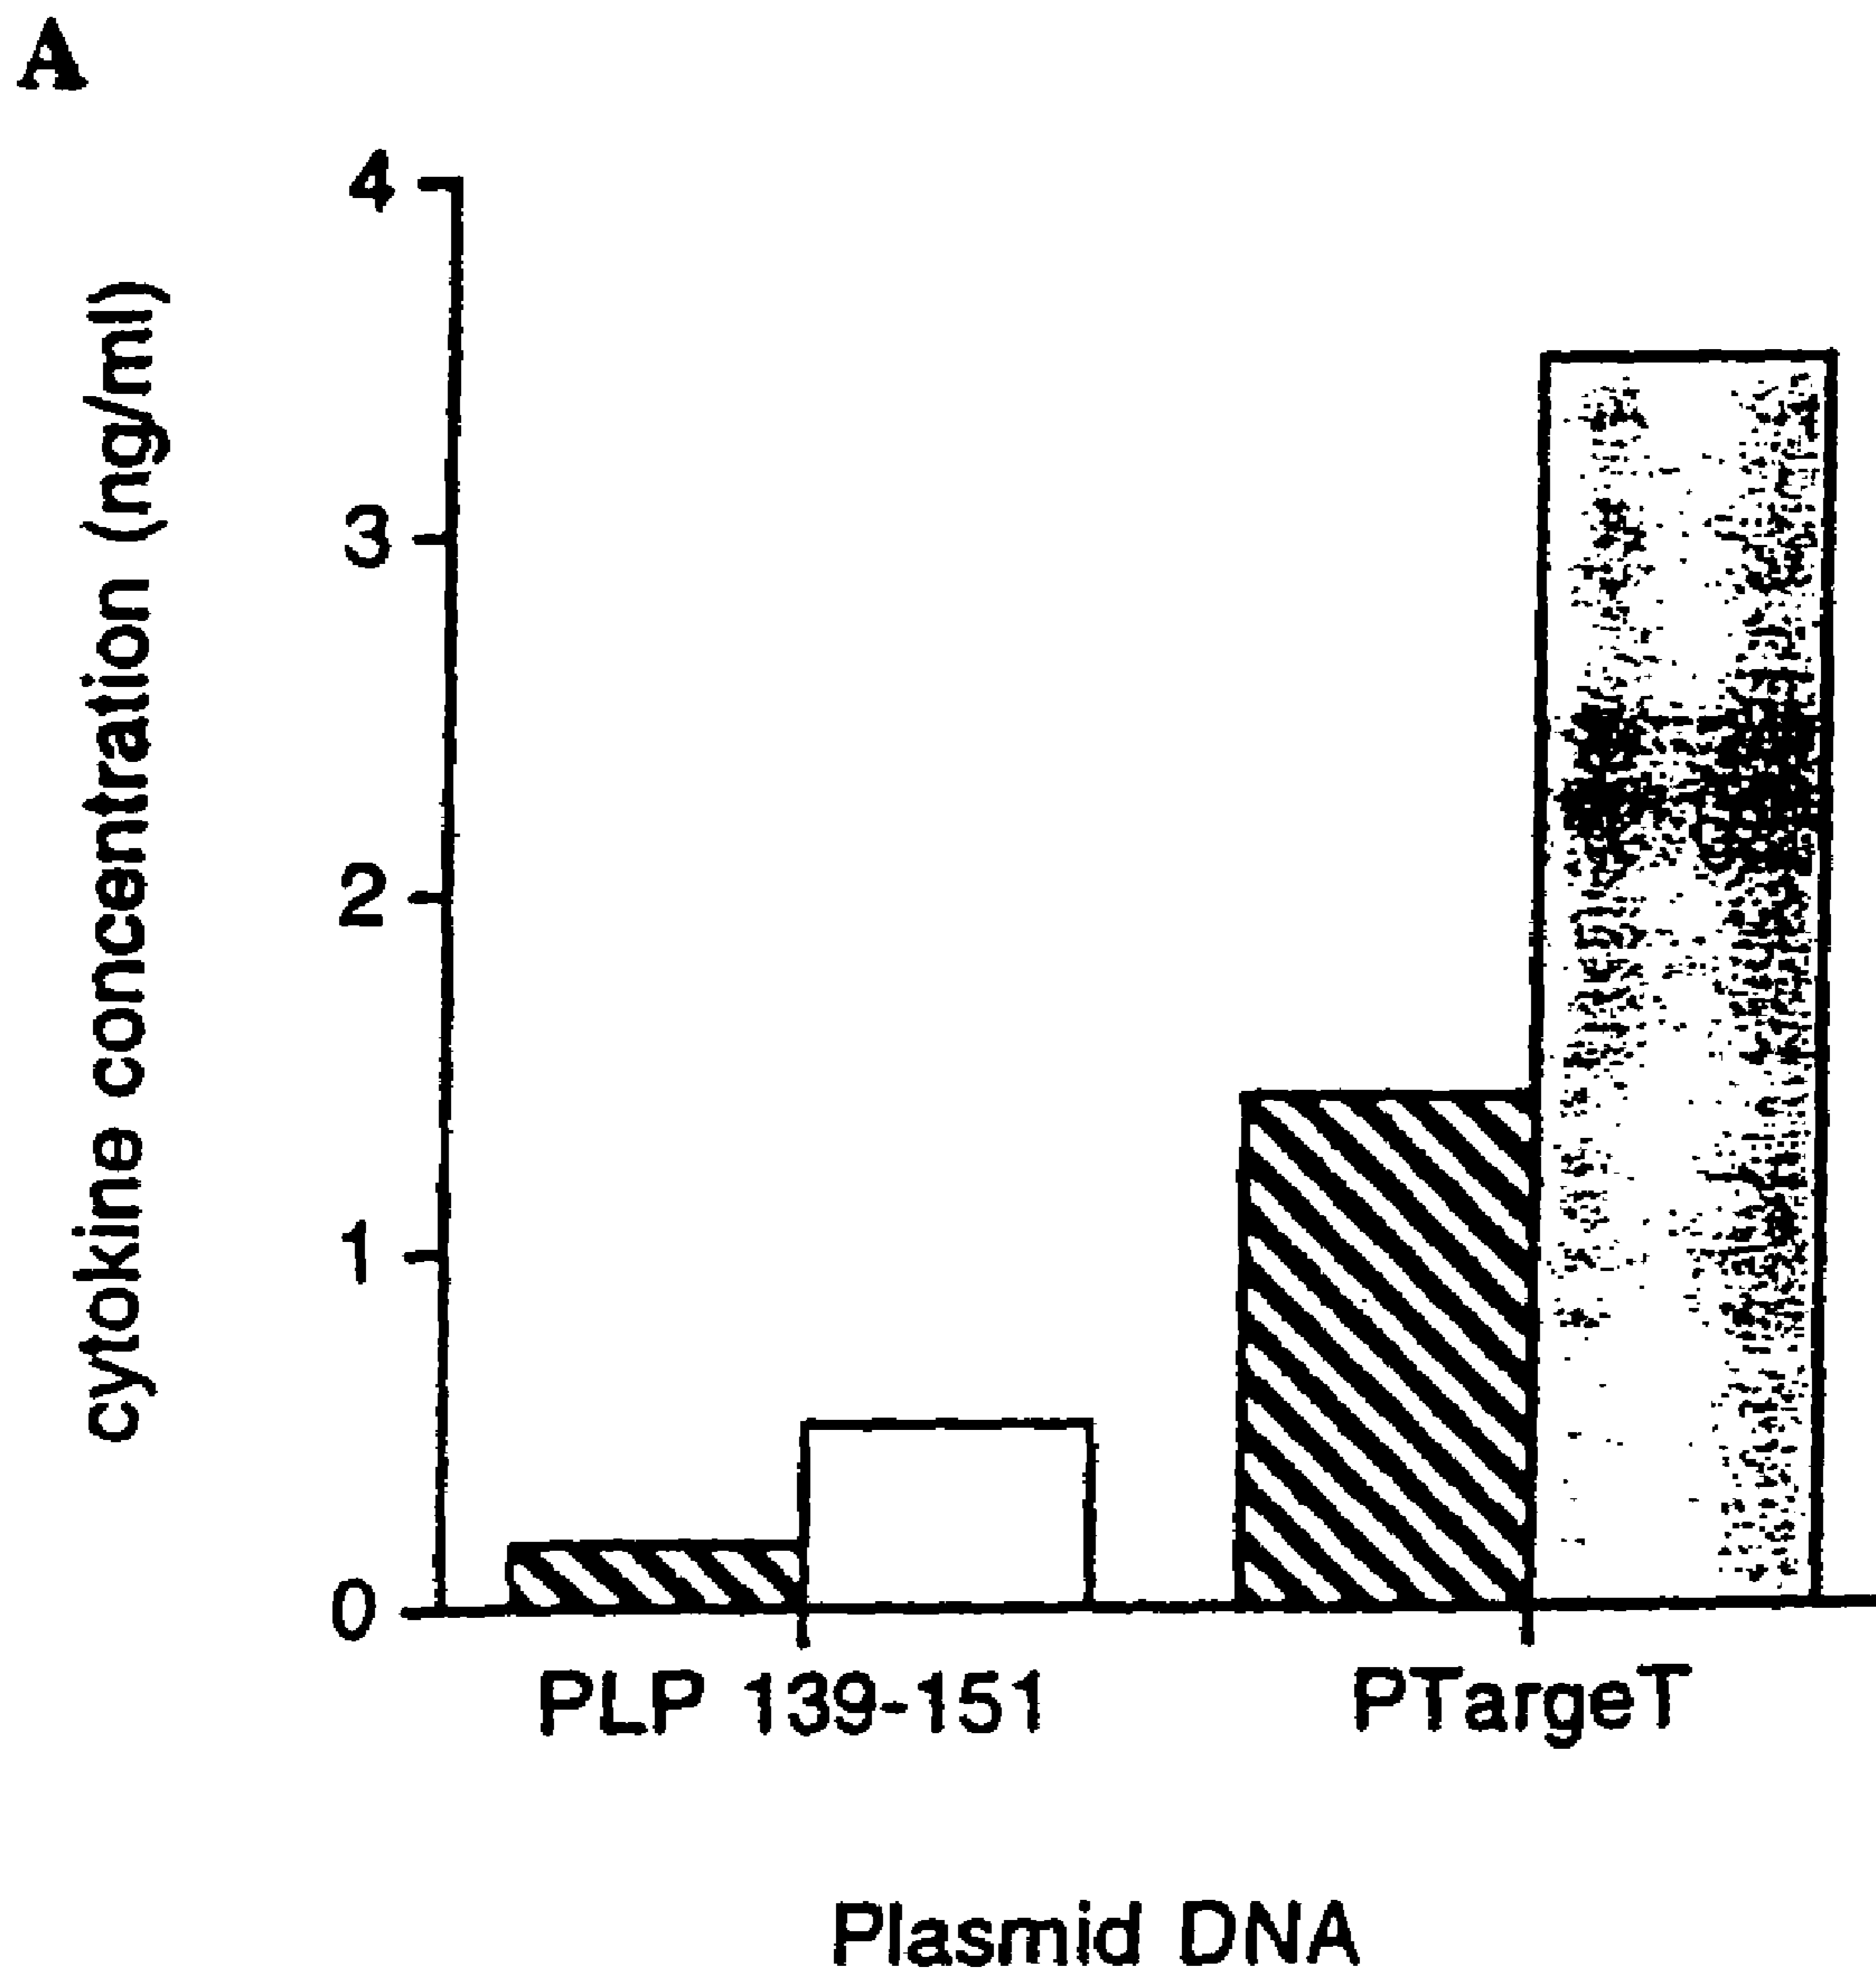 A
cytokine concentration (ng/ml)
4
3
2
1
0
PLP 139-151
PTargeT
Plasmid DNA